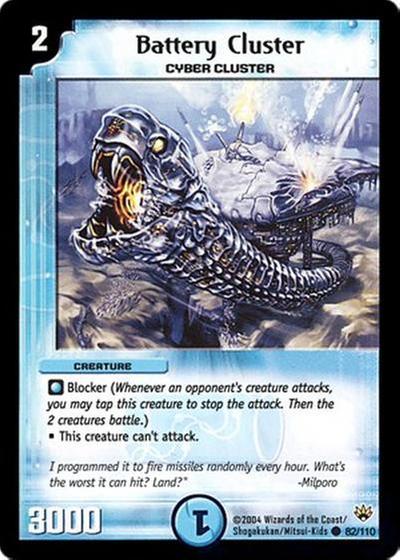 2
Battery Cluster
CYBER CLUSTER
CREATURE
Blocker (Whenever an opponent's creature attacks,
you may tap this creature to stop the attack. Then the
2 creatures battle.)
▪ This creature can't attack.
I programmed it to fire missiles randomly every hour. What's
the worst it can hit? Land?"
-Milporo
3000
1
©2004 Wizards of the Coast/
Shogakukan/Mitsui-Kids ● 82/110